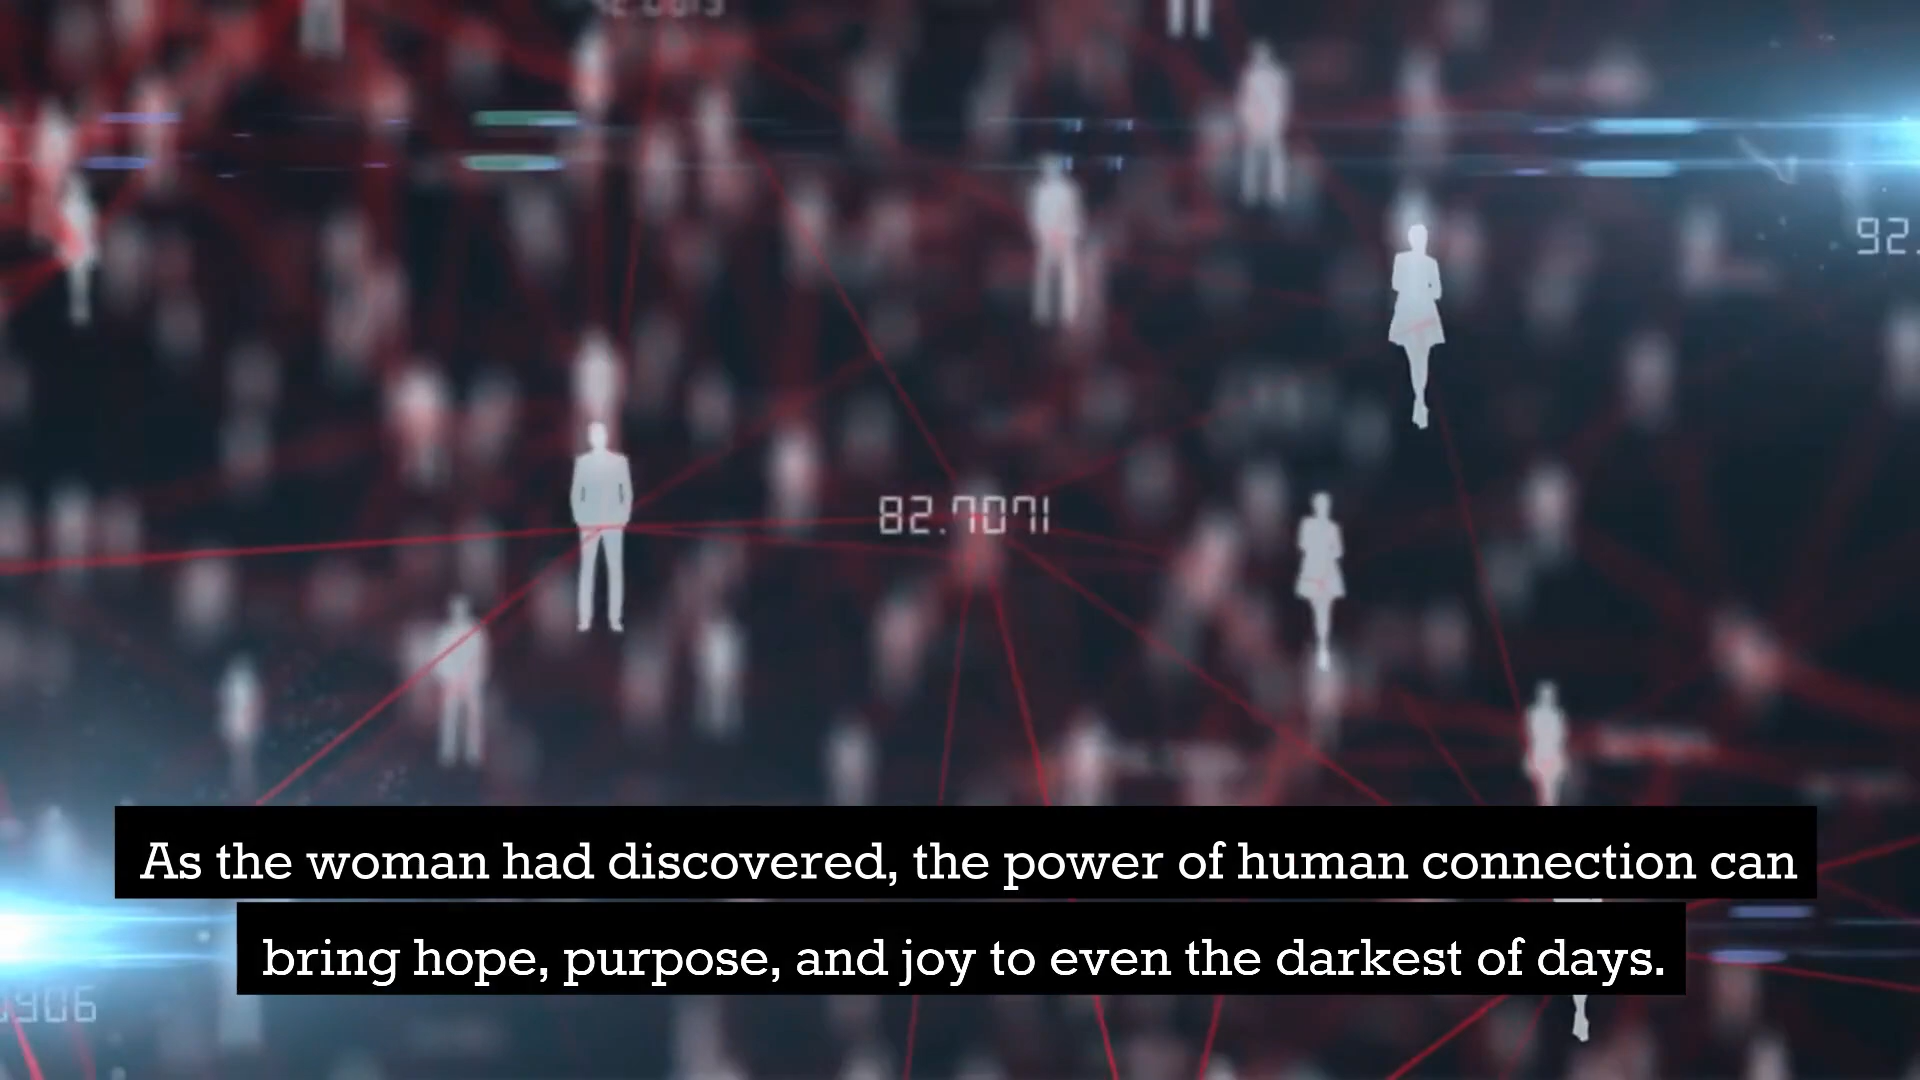 92.
82.7071
As the woman had discovered, the power of human connection can
bring hope, purpose, and joy to even the darkest of days.
0906